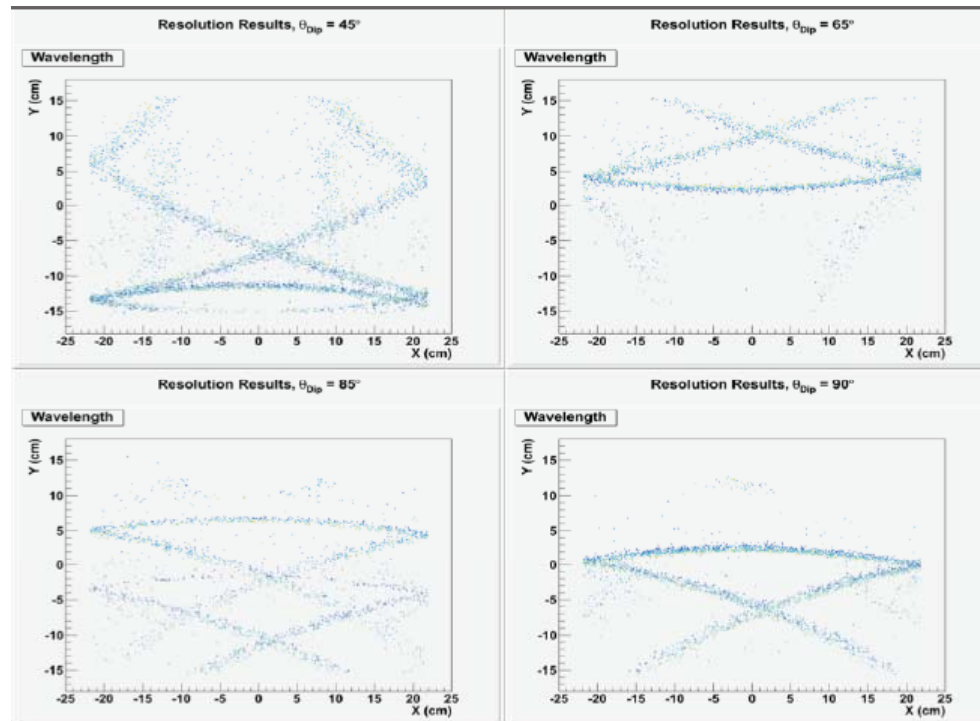 Resolution Results, θDip = 45°
Wavelength
Y (cm)
15
10
5
0
-5
-10
-15
-25 -20 -15 -10 -5 0 5 10 15 20 25
X (cm)
Resolution Results, θDip = 65°
Wavelength
Y (cm)
15
10
5
0
-5
-10
-15
-25 -20 -15 -10 -5 0 5 10 15 20 25
X (cm)
Resolution Results, θDip = 85°
Wavelength
Y (cm)
15
10
5
0
-5
-10
-15
-25 -20 -15 -10 -5 0 5 10 15 20 25
X (cm)
Resolution Results, θDip = 90°
Wavelength
Y (cm)
15
10
5
0
-5
-10
-15
-25 -20 -15 -10 -5 0 5 10 15 20 25
X (cm)